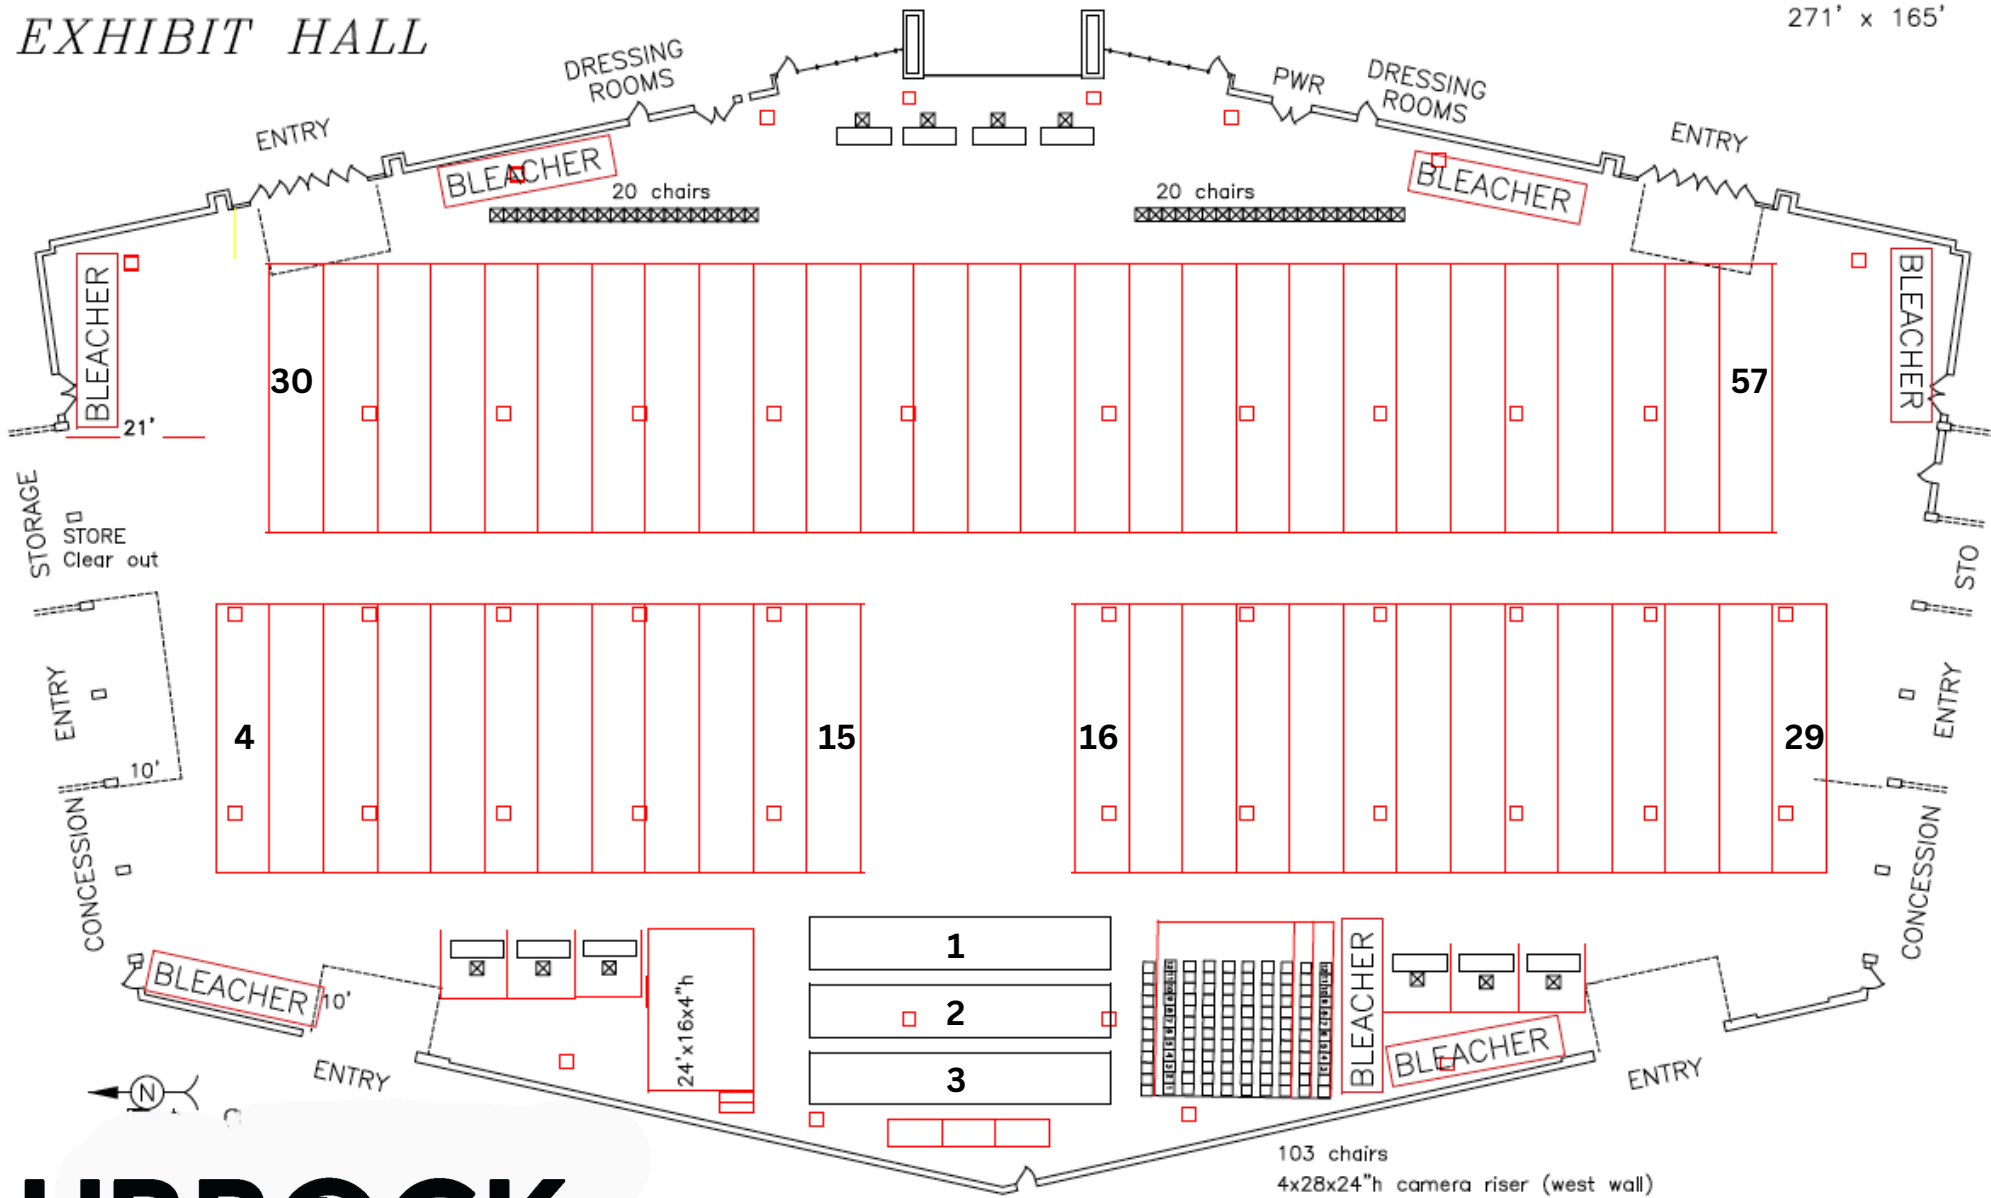 EXHIBIT HALL
271' x 165'
DRESSING
ROOMS
PWR
DRESSING
ROOMS
ENTRY
ENTRY
BLEACHER
20 chairs
20 chairs
BLEACHER
BLEACHER
BLEACHER
30
57
21'
STORAGE
STORE
Clear out
STO
ENTRY
ENTRY
4
15
16
29
10'
CONCESSION
CONCESSION
1
2
3
24'x16x4"h
BLEACHER
BLEACHER
10'
BLEACHER
ENTRY
ENTRY
N
103 chairs
4x28x24"h camera riser (west wall)